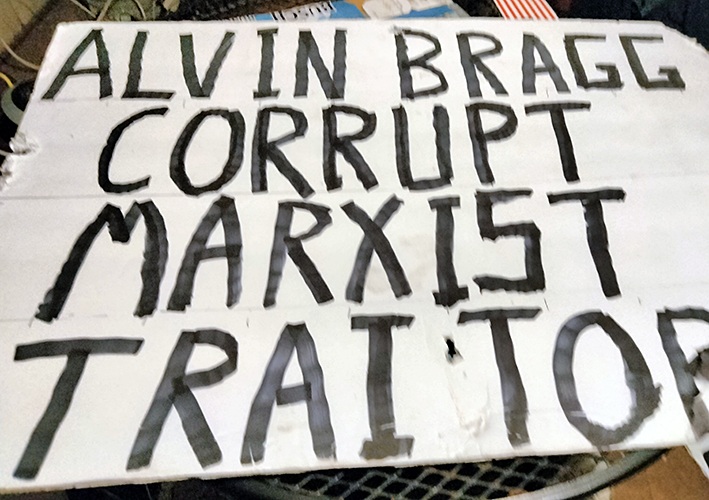 ALVIN BRAGG
CORRUPT
MARXIST
TRAITOR